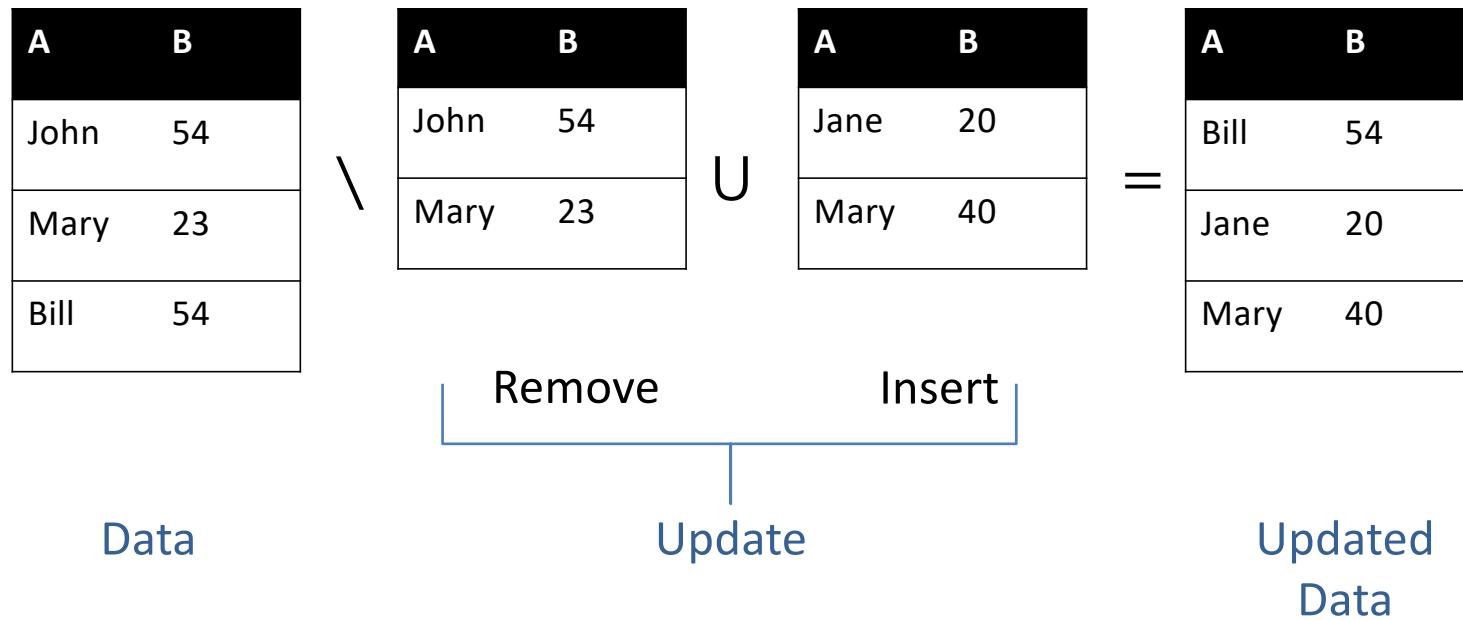 A B
John 54
Mary 23
Bill 54
\
A B
John 54
Mary 23
∪
A B
Jane 20
Mary 40
=
A B
Bill 54
Jane 20
Mary 40
Remove Insert
Data Update Updated
Data